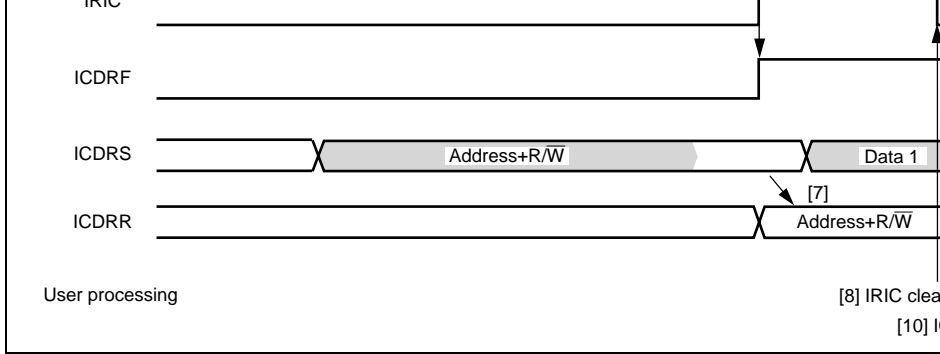 IRIC
ICDRF
ICDRS Address+R/W̅ Data 1
[7]
ICDRR Address+R/W̅
User processing [8] IRIC clea
[10] I